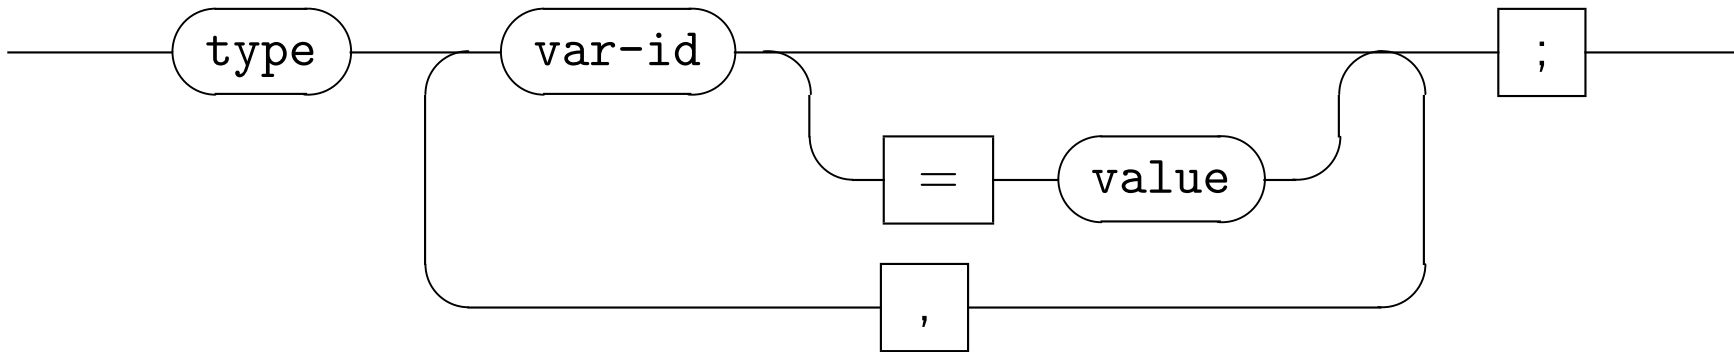 type var-id ;
= value
,